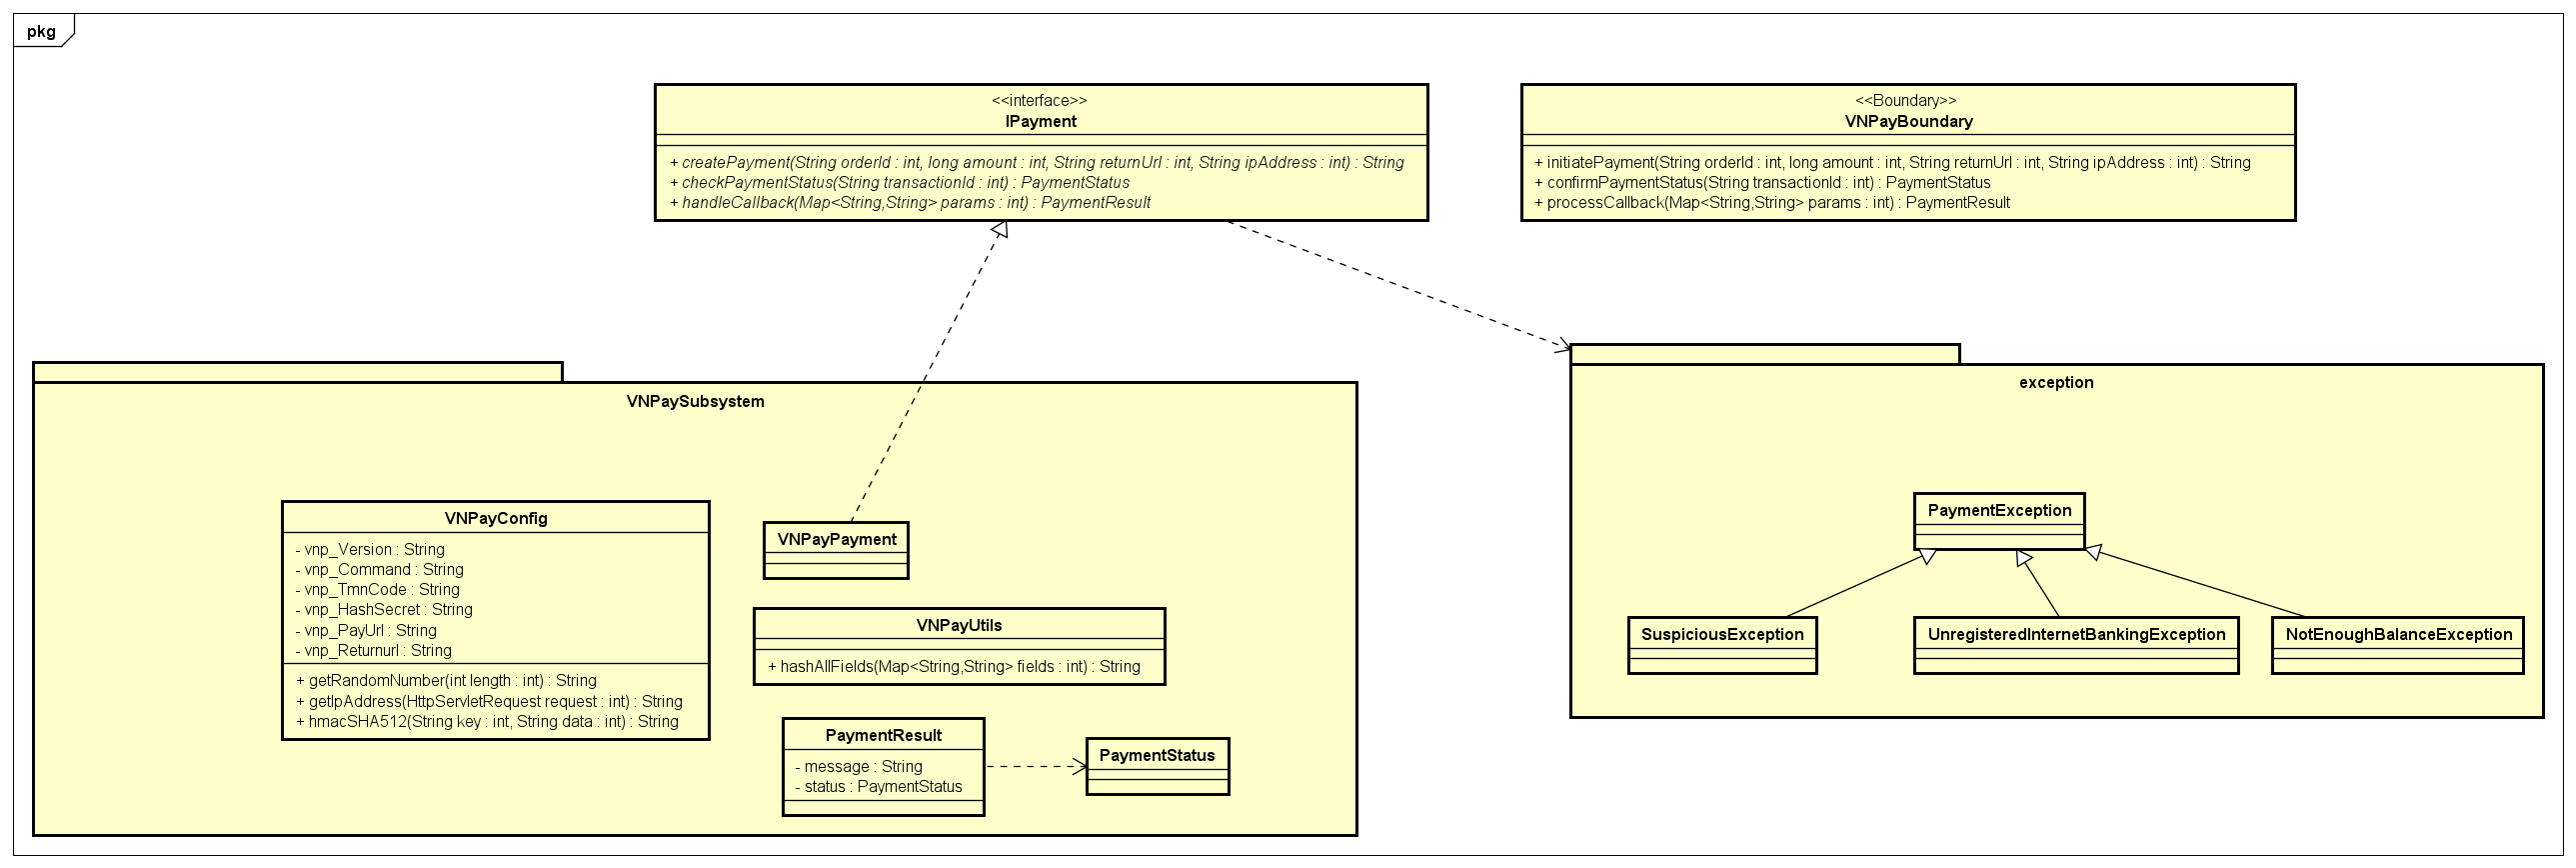 pkg
<<interface>>
IPayment
+ createPayment(String orderId : int, long amount : int, String returnUrl : int, String ipAddress : int) : String
+ checkPaymentStatus(String transactionId : int) : PaymentStatus
+ handleCallback(Map<String,String> params : int) : PaymentResult
<<Boundary>>
VNPayBoundary
+ initiatePayment(String orderId : int, long amount : int, String returnUrl : int, String ipAddress : int) : String
+ confirmPaymentStatus(String transactionId : int) : PaymentStatus
+ processCallback(Map<String,String> params : int) : PaymentResult
VNPaySubsystem
VNPayConfig
- vnp_Version : String
- vnp_Command : String
- vnp_TmnCode : String
- vnp_HashSecret : String
- vnp_PayUrl : String
- vnp_Returnurl : String
+ getRandomNumber(int length : int) : String
+ getIpAddress(HttpServletRequest request : int) : String
+ hmacSHA512(String key : int, String data : int) : String
VNPayPayment
VNPayUtils
+ hashAllFields(Map<String,String> fields : int) : String
PaymentResult
- message : String
- status : PaymentStatus
PaymentStatus
exception
PaymentException
SuspiciousException
UnregisteredInternetBankingException
NotEnoughBalanceException